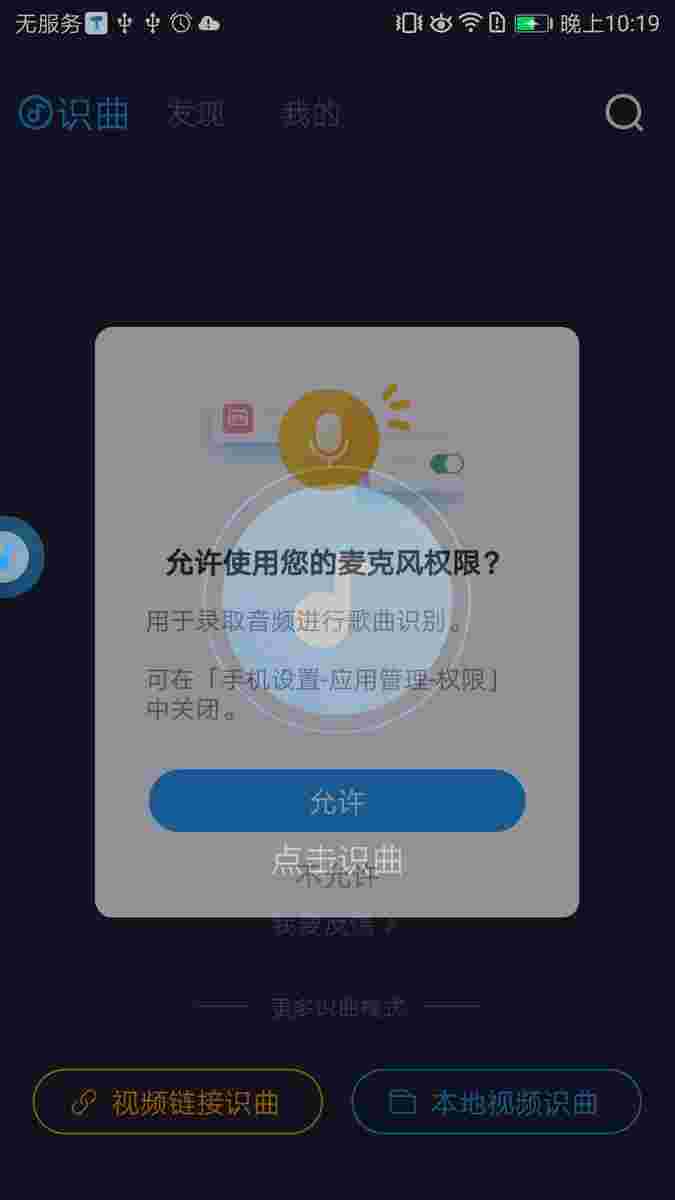 无服务 晚上10:19
识曲 发现 我的
允许使用您的麦克风权限？
用于录取音频进行歌曲识别。
可在「手机设置-应用管理-权限」
中关闭。
允许
点击识曲
不允许
我要反馈
更多识曲模式
视频链接识曲 本地视频识曲